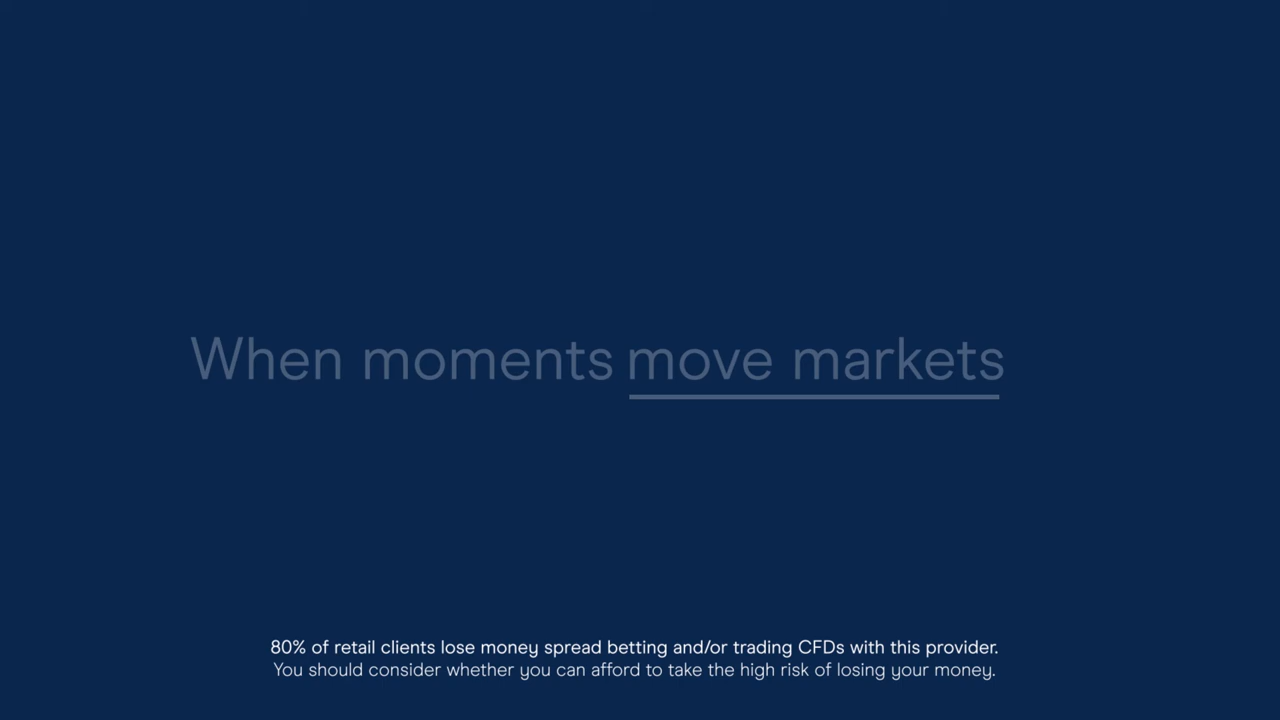 When moments move markets
80% of retail clients lose money spread betting and/or trading CFDs with this provider.
You should consider whether you can afford to take the high risk of losing your money.